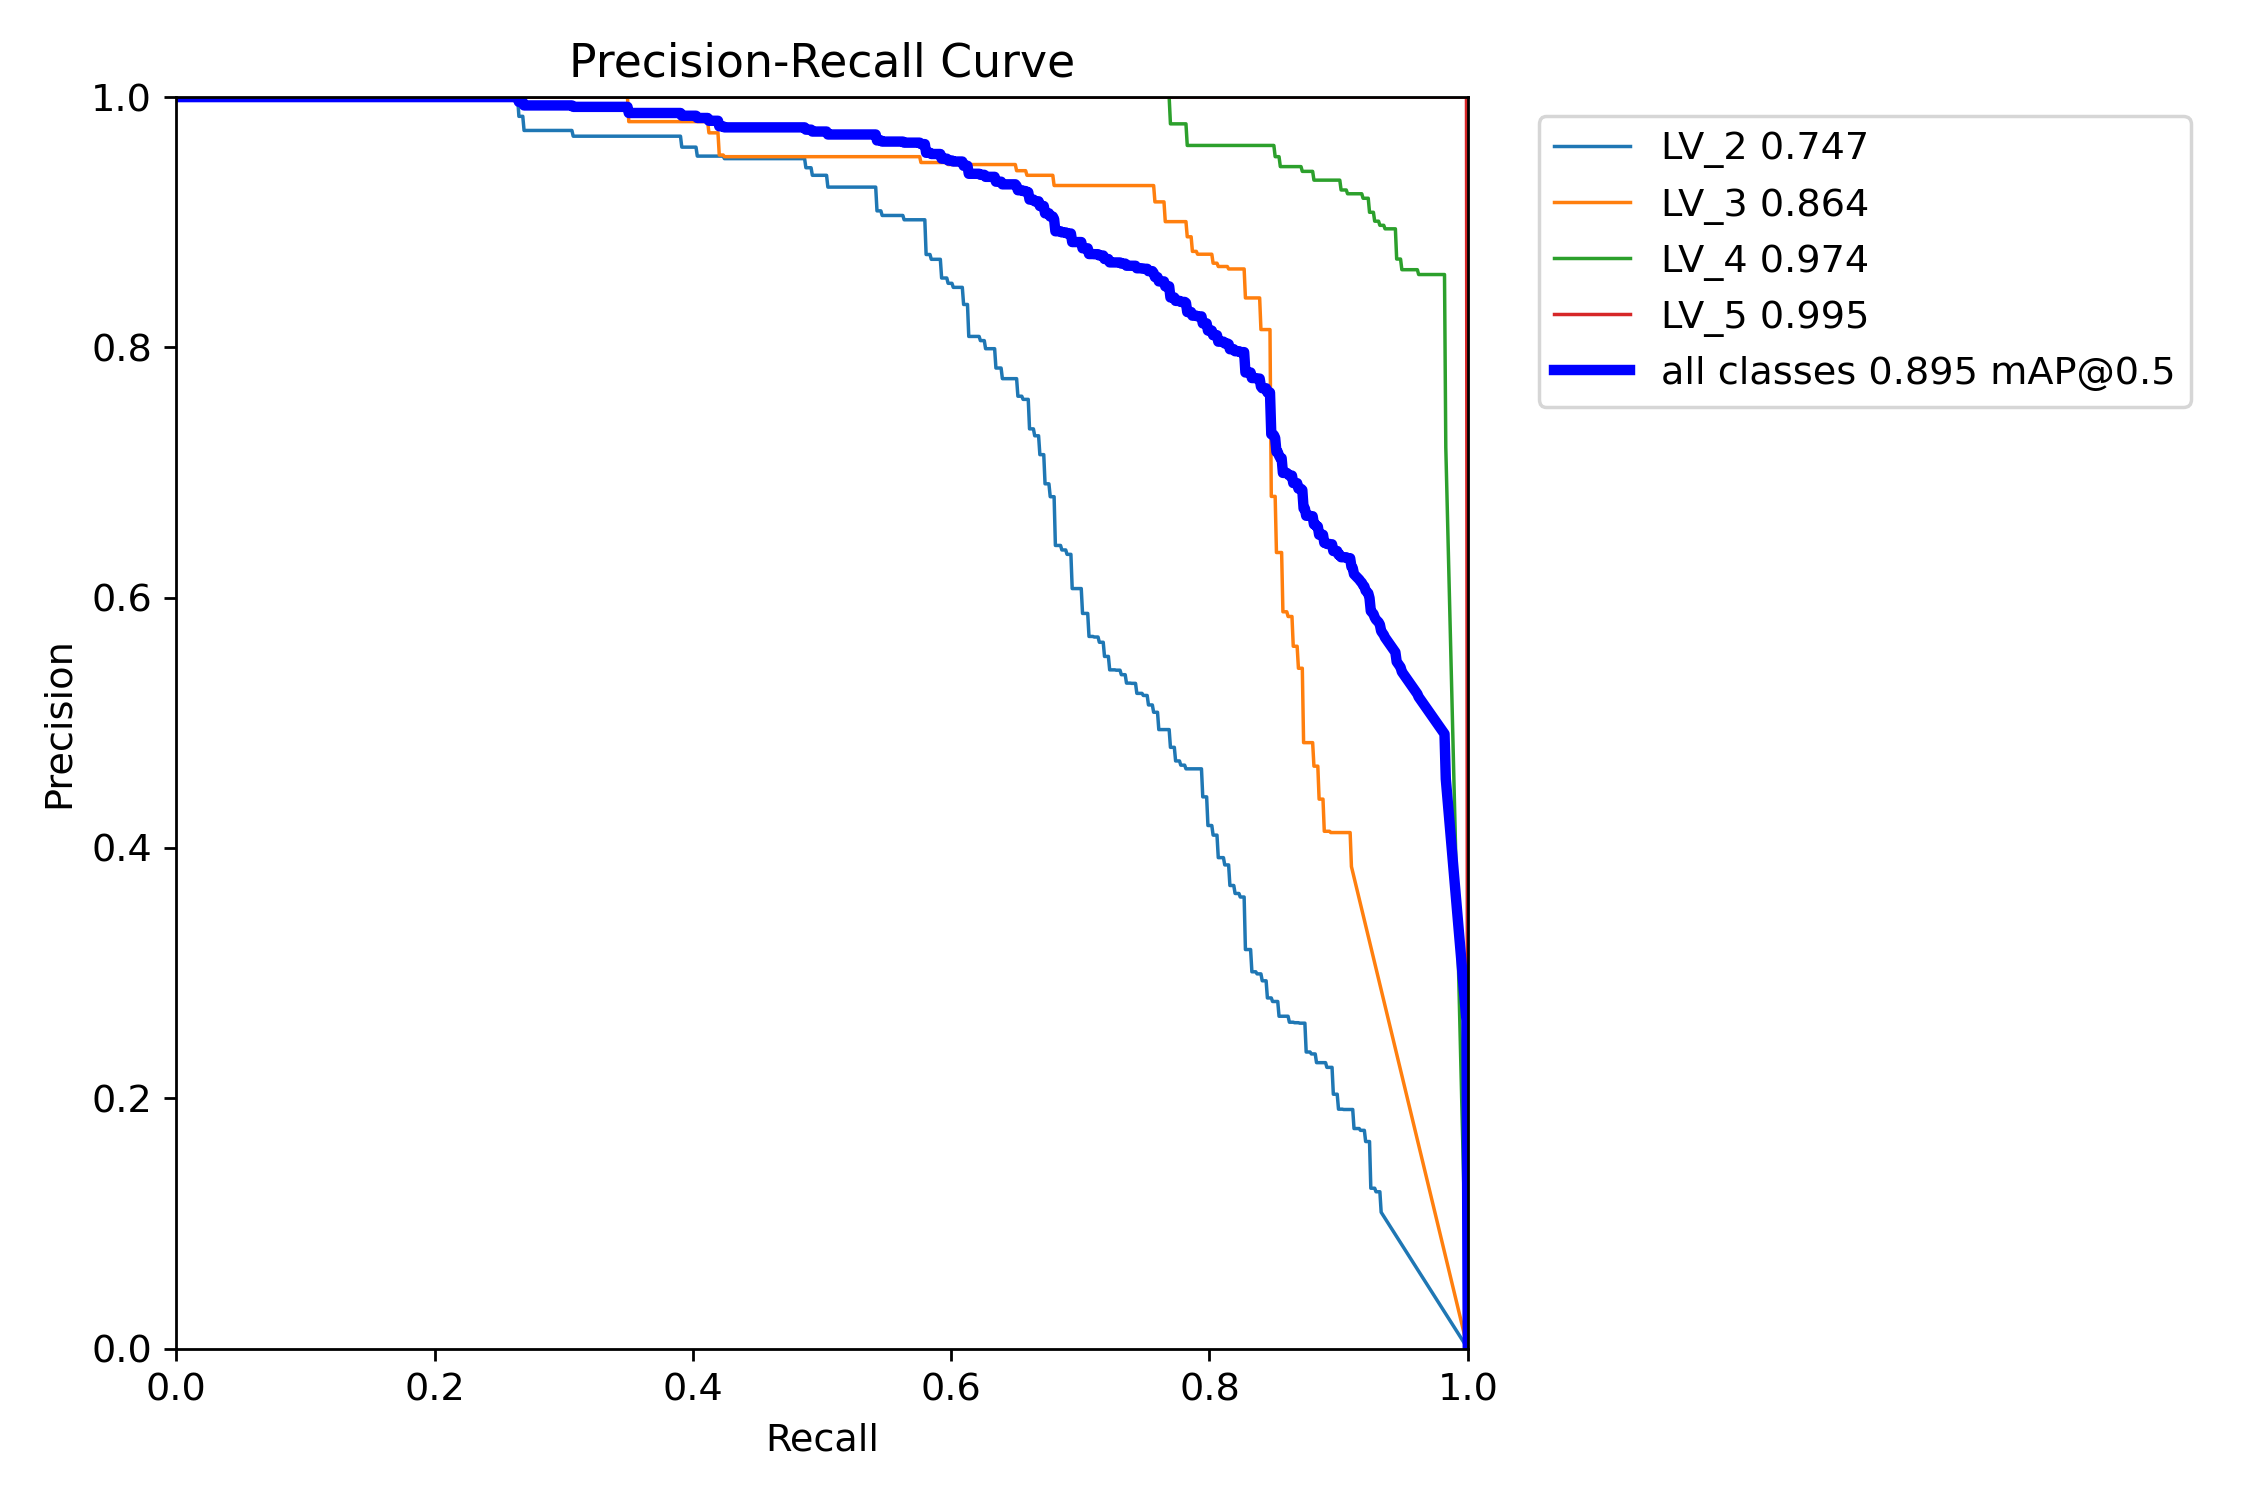 Precision-Recall Curve
1.0
0.8
0.6
0.4
0.2
0.0
Precision
0.0 0.2 0.4 0.6 0.8 1.0
Recall
LV_2 0.747
LV_3 0.864
LV_4 0.974
LV_5 0.995
all classes 0.895 mAP@0.5